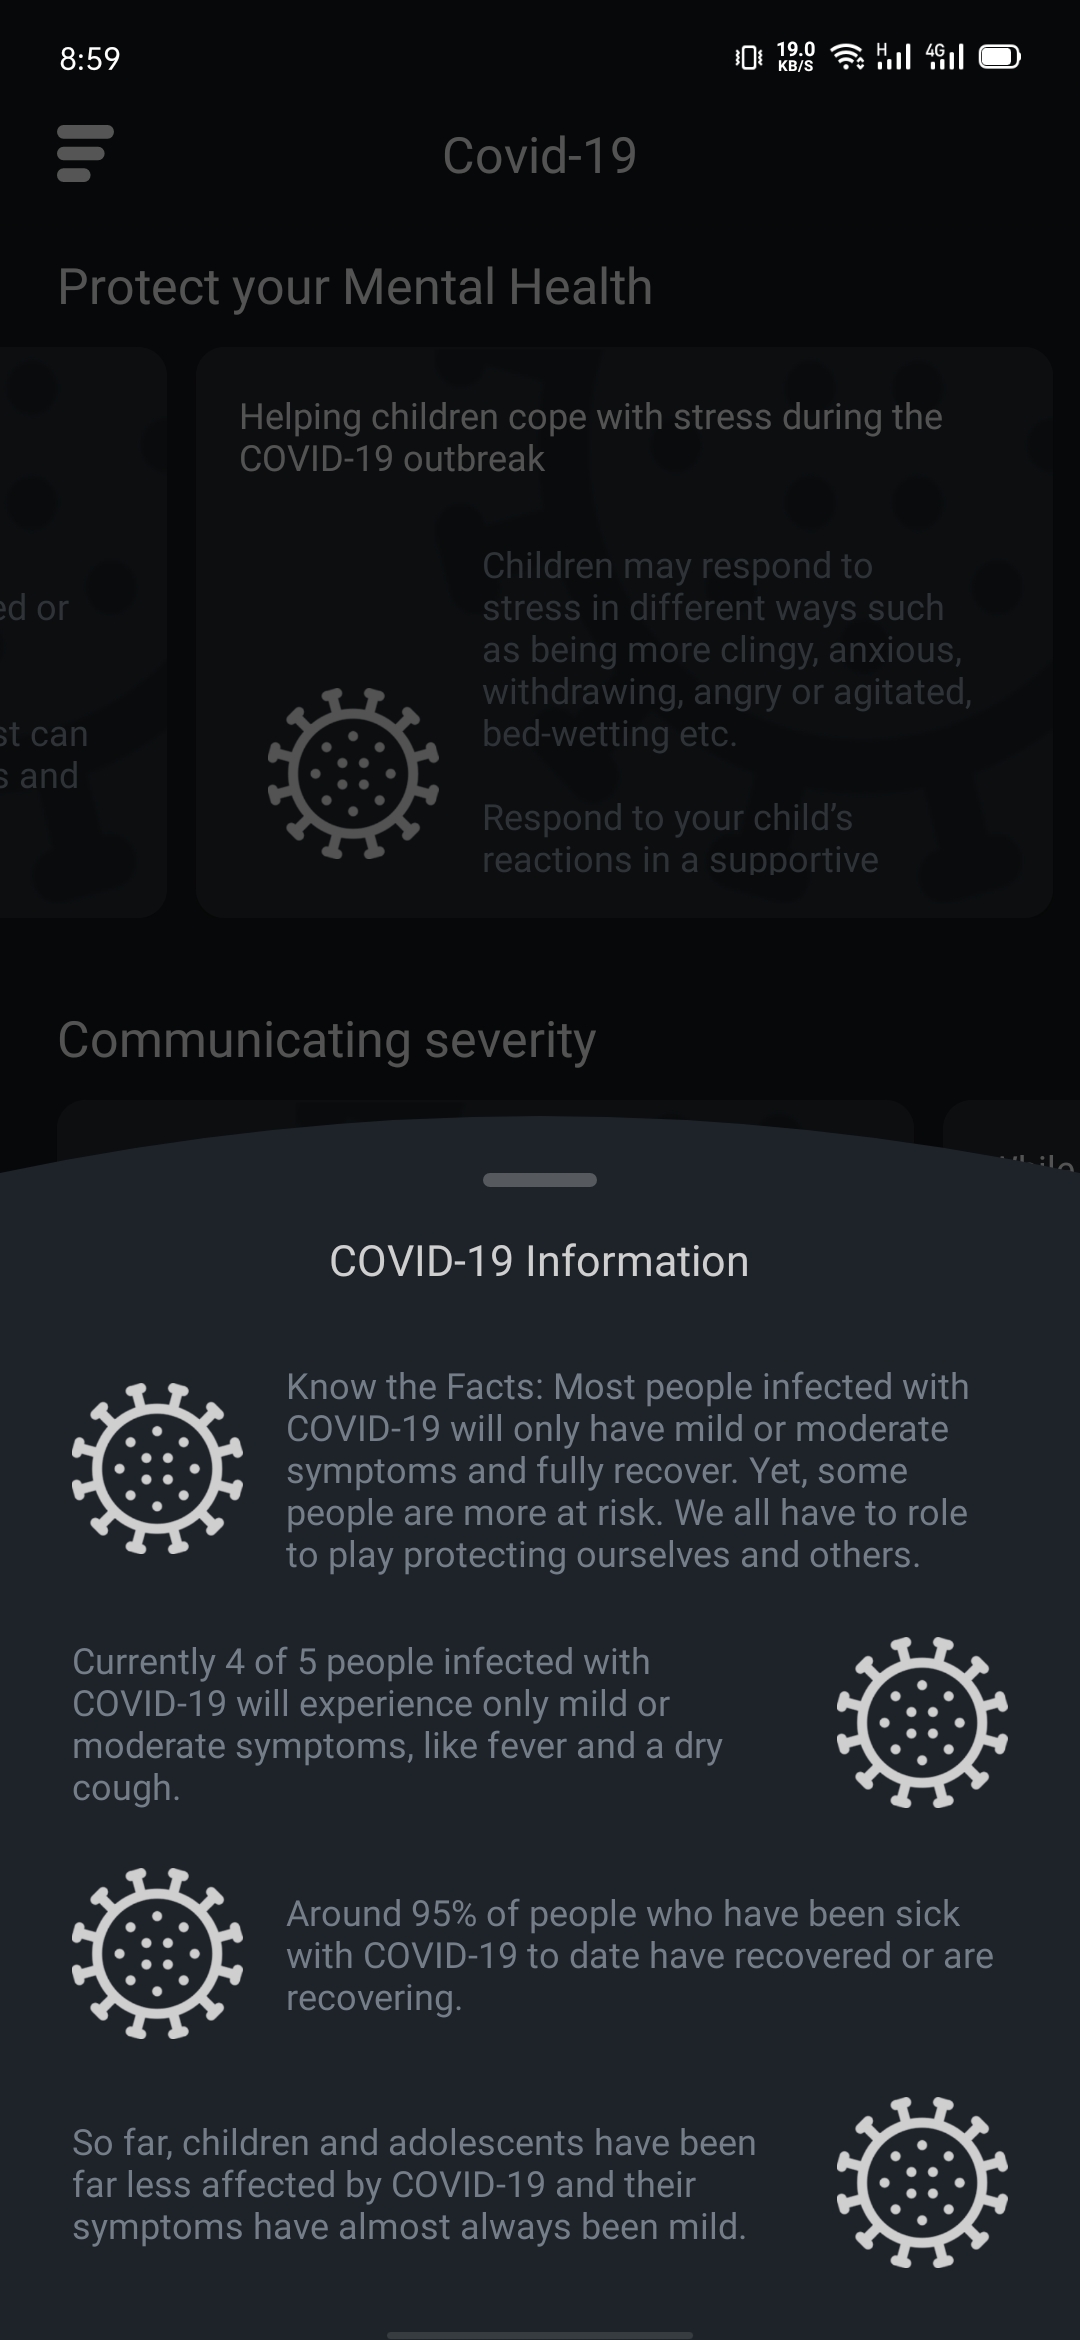 8:59
19.0
KB/S
H
4G
Covid-19
Protect your Mental Health
Helping children cope with stress during the
COVID-19 outbreak
ed or
st can
s and
Children may respond to
stress in different ways such
as being more clingy, anxious,
withdrawing, angry or agitated,
bed-wetting etc.
Respond to your child’s
reactions in a supportive
Communicating severity
COVID-19 Information
Know the Facts: Most people infected with
COVID-19 will only have mild or moderate
symptoms and fully recover. Yet, some
people are more at risk. We all have to role
to play protecting ourselves and others.
Currently 4 of 5 people infected with
COVID-19 will experience only mild or
moderate symptoms, like fever and a dry
cough.
Around 95% of people who have been sick
with COVID-19 to date have recovered or are
recovering.
So far, children and adolescents have been
far less affected by COVID-19 and their
symptoms have almost always been mild.